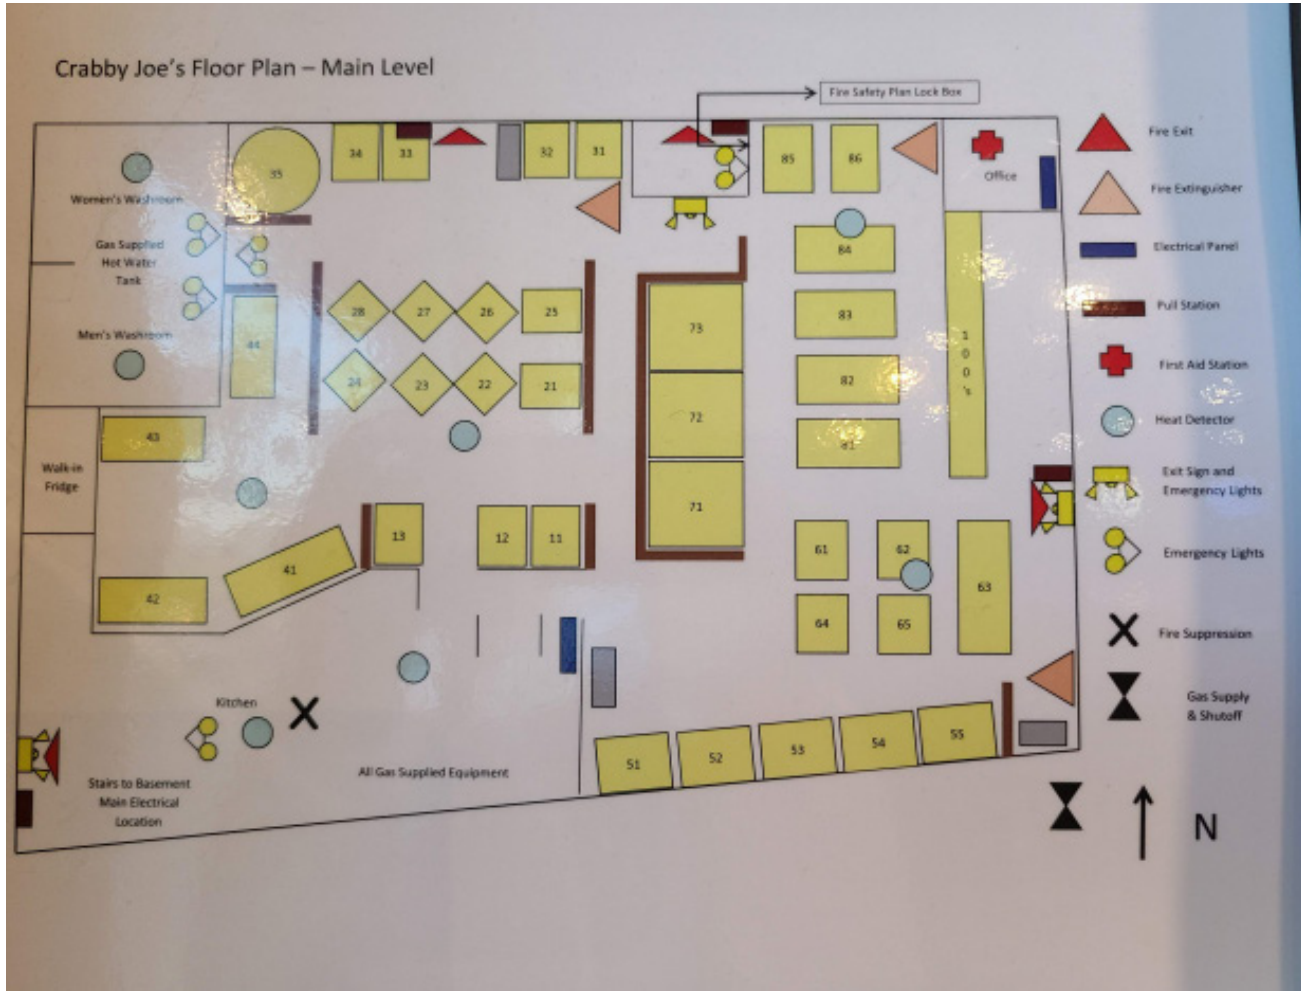 Crabby Joe's Floor Plan – Main Level
Fire Safety Plan Lock Box
Women's Washroom
Gas Supplied
Hot Water
Tank
Men's Washroom
Walk-in
Fridge
35
34
33
32
31
85
86
Office
84
83
82
81
1
0
0
's
28
27
26
25
24
23
22
21
44
43
42
41
13
12
11
73
72
71
61
62
63
64
65
51
52
53
54
55
Kitchen
Stairs to Basement
Main Electrical
Location
All Gas Supplied Equipment
Fire Exit
Fire Extinguisher
Electrical Panel
Pull Station
First Aid Station
Heat Detector
Exit Sign and
Emergency Lights
Emergency Lights
Fire Suppression
Gas Supply
& Shutoff
N